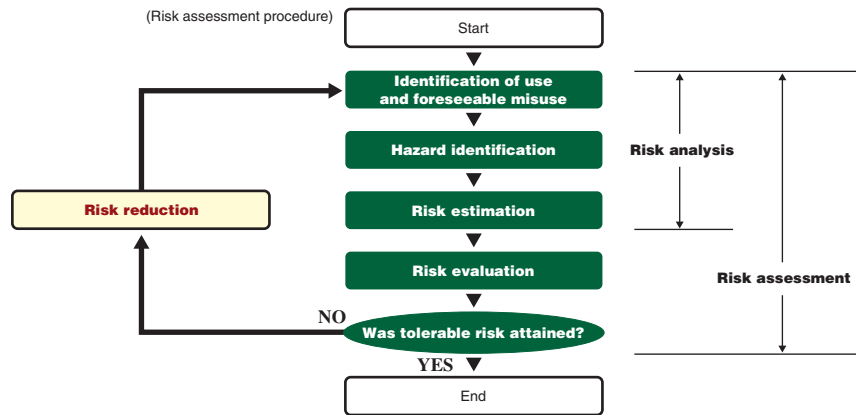 (Risk assessment procedure)
Start
Identification of use
and foreseeable misuse
Hazard identification
Risk analysis
Risk reduction
Risk estimation
Risk evaluation
Risk assessment
NO
Was tolerable risk attained?
YES
End